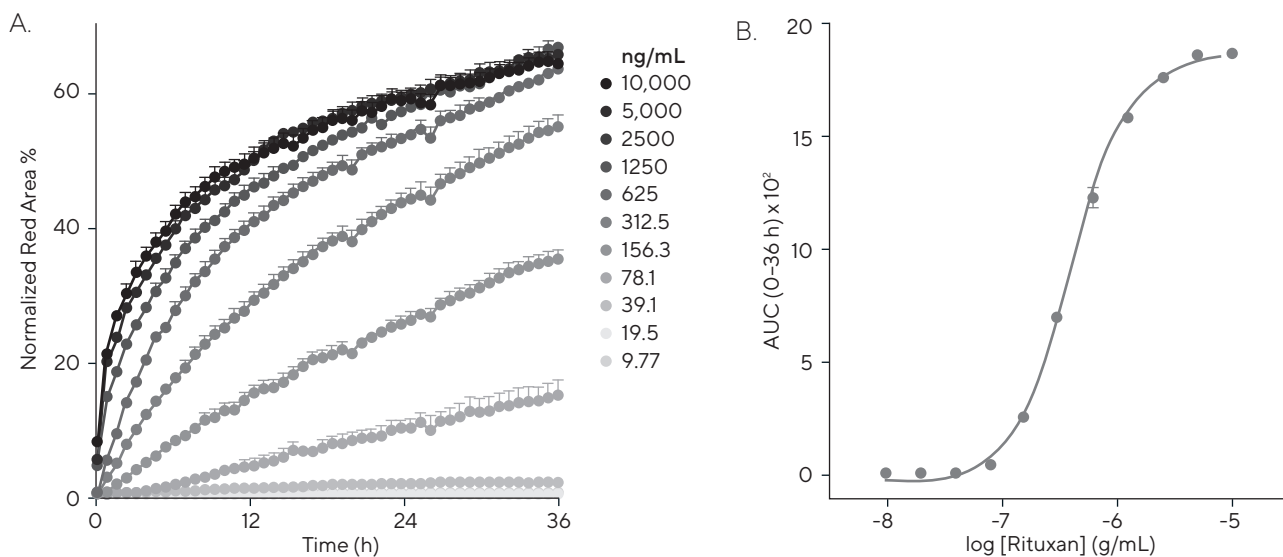 A.
Normalized Red Area %
60
40
20
0
0 12 24 36
Time (h)
ng/mL
10,000
5,000
2500
1250
625
312.5
156.3
78.1
39.1
19.5
9.77
B.
AUC (0–36 h) x 10²
20
15
10
5
0
-8 -7 -6 -5
log [Rituxan] (g/mL)